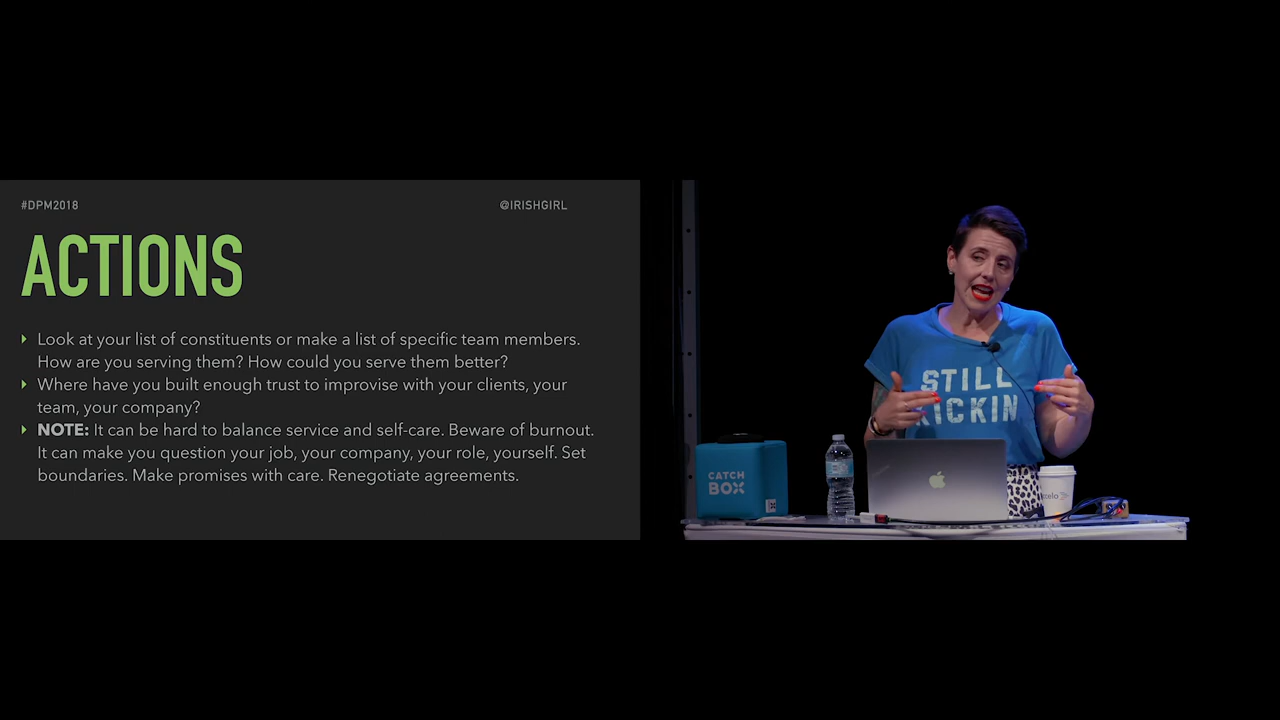 #DPM2018
@IRISHGIRL
ACTIONS
Look at your list of constituents or make a list of specific team members.
How are you serving them? How could you serve them better?
Where have you built enough trust to improvise with your clients, your
team, your company?
NOTE: It can be hard to balance service and self-care. Beware of burnout.
It can make you question your job, your company, your role, yourself. Set
boundaries. Make promises with care. Renegotiate agreements.
STILL
KICKIN
CATCH
BOX